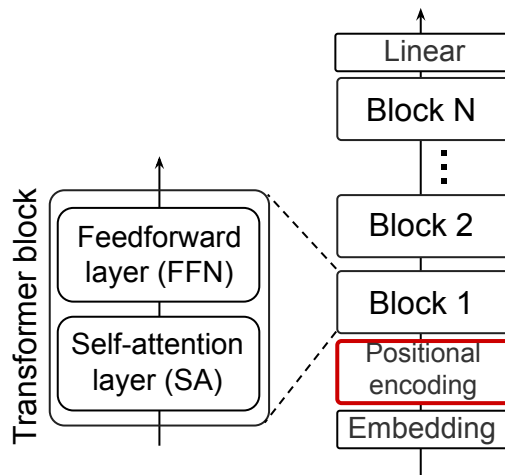 Linear
Block N
Block 2
Block 1
Positional
encoding
Embedding
Transformer block
Feedforward
layer (FFN)
Self-attention
layer (SA)